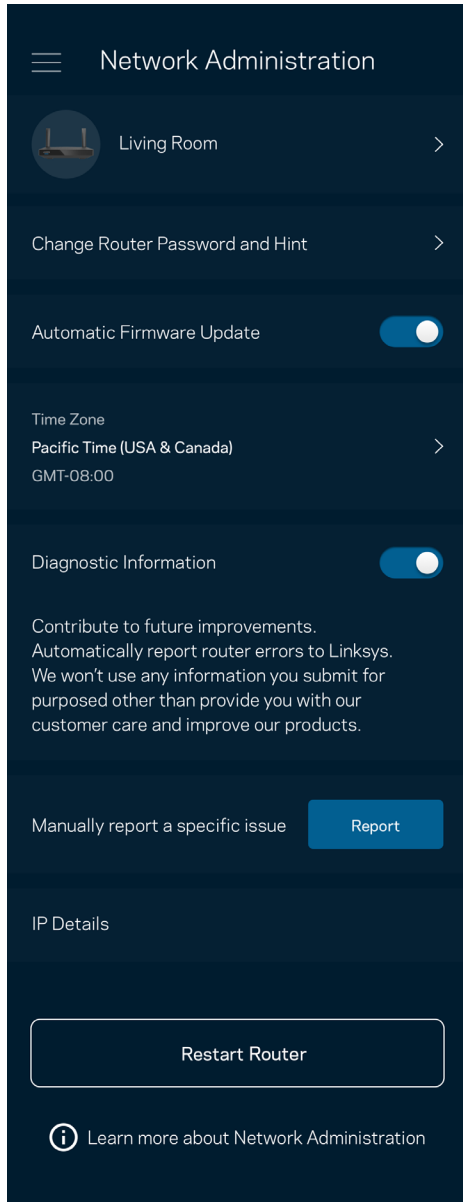 Network Administration
Living Room
Change Router Password and Hint
Automatic Firmware Update
Time Zone
Pacific Time (USA & Canada)
GMT-08:00
Diagnostic Information
Contribute to future improvements.
Automatically report router errors to Linksys.
We won't use any information you submit for
purposed other than provide you with our
customer care and improve our products.
Manually report a specific issue
Report
IP Details
Restart Router
Learn more about Network Administration